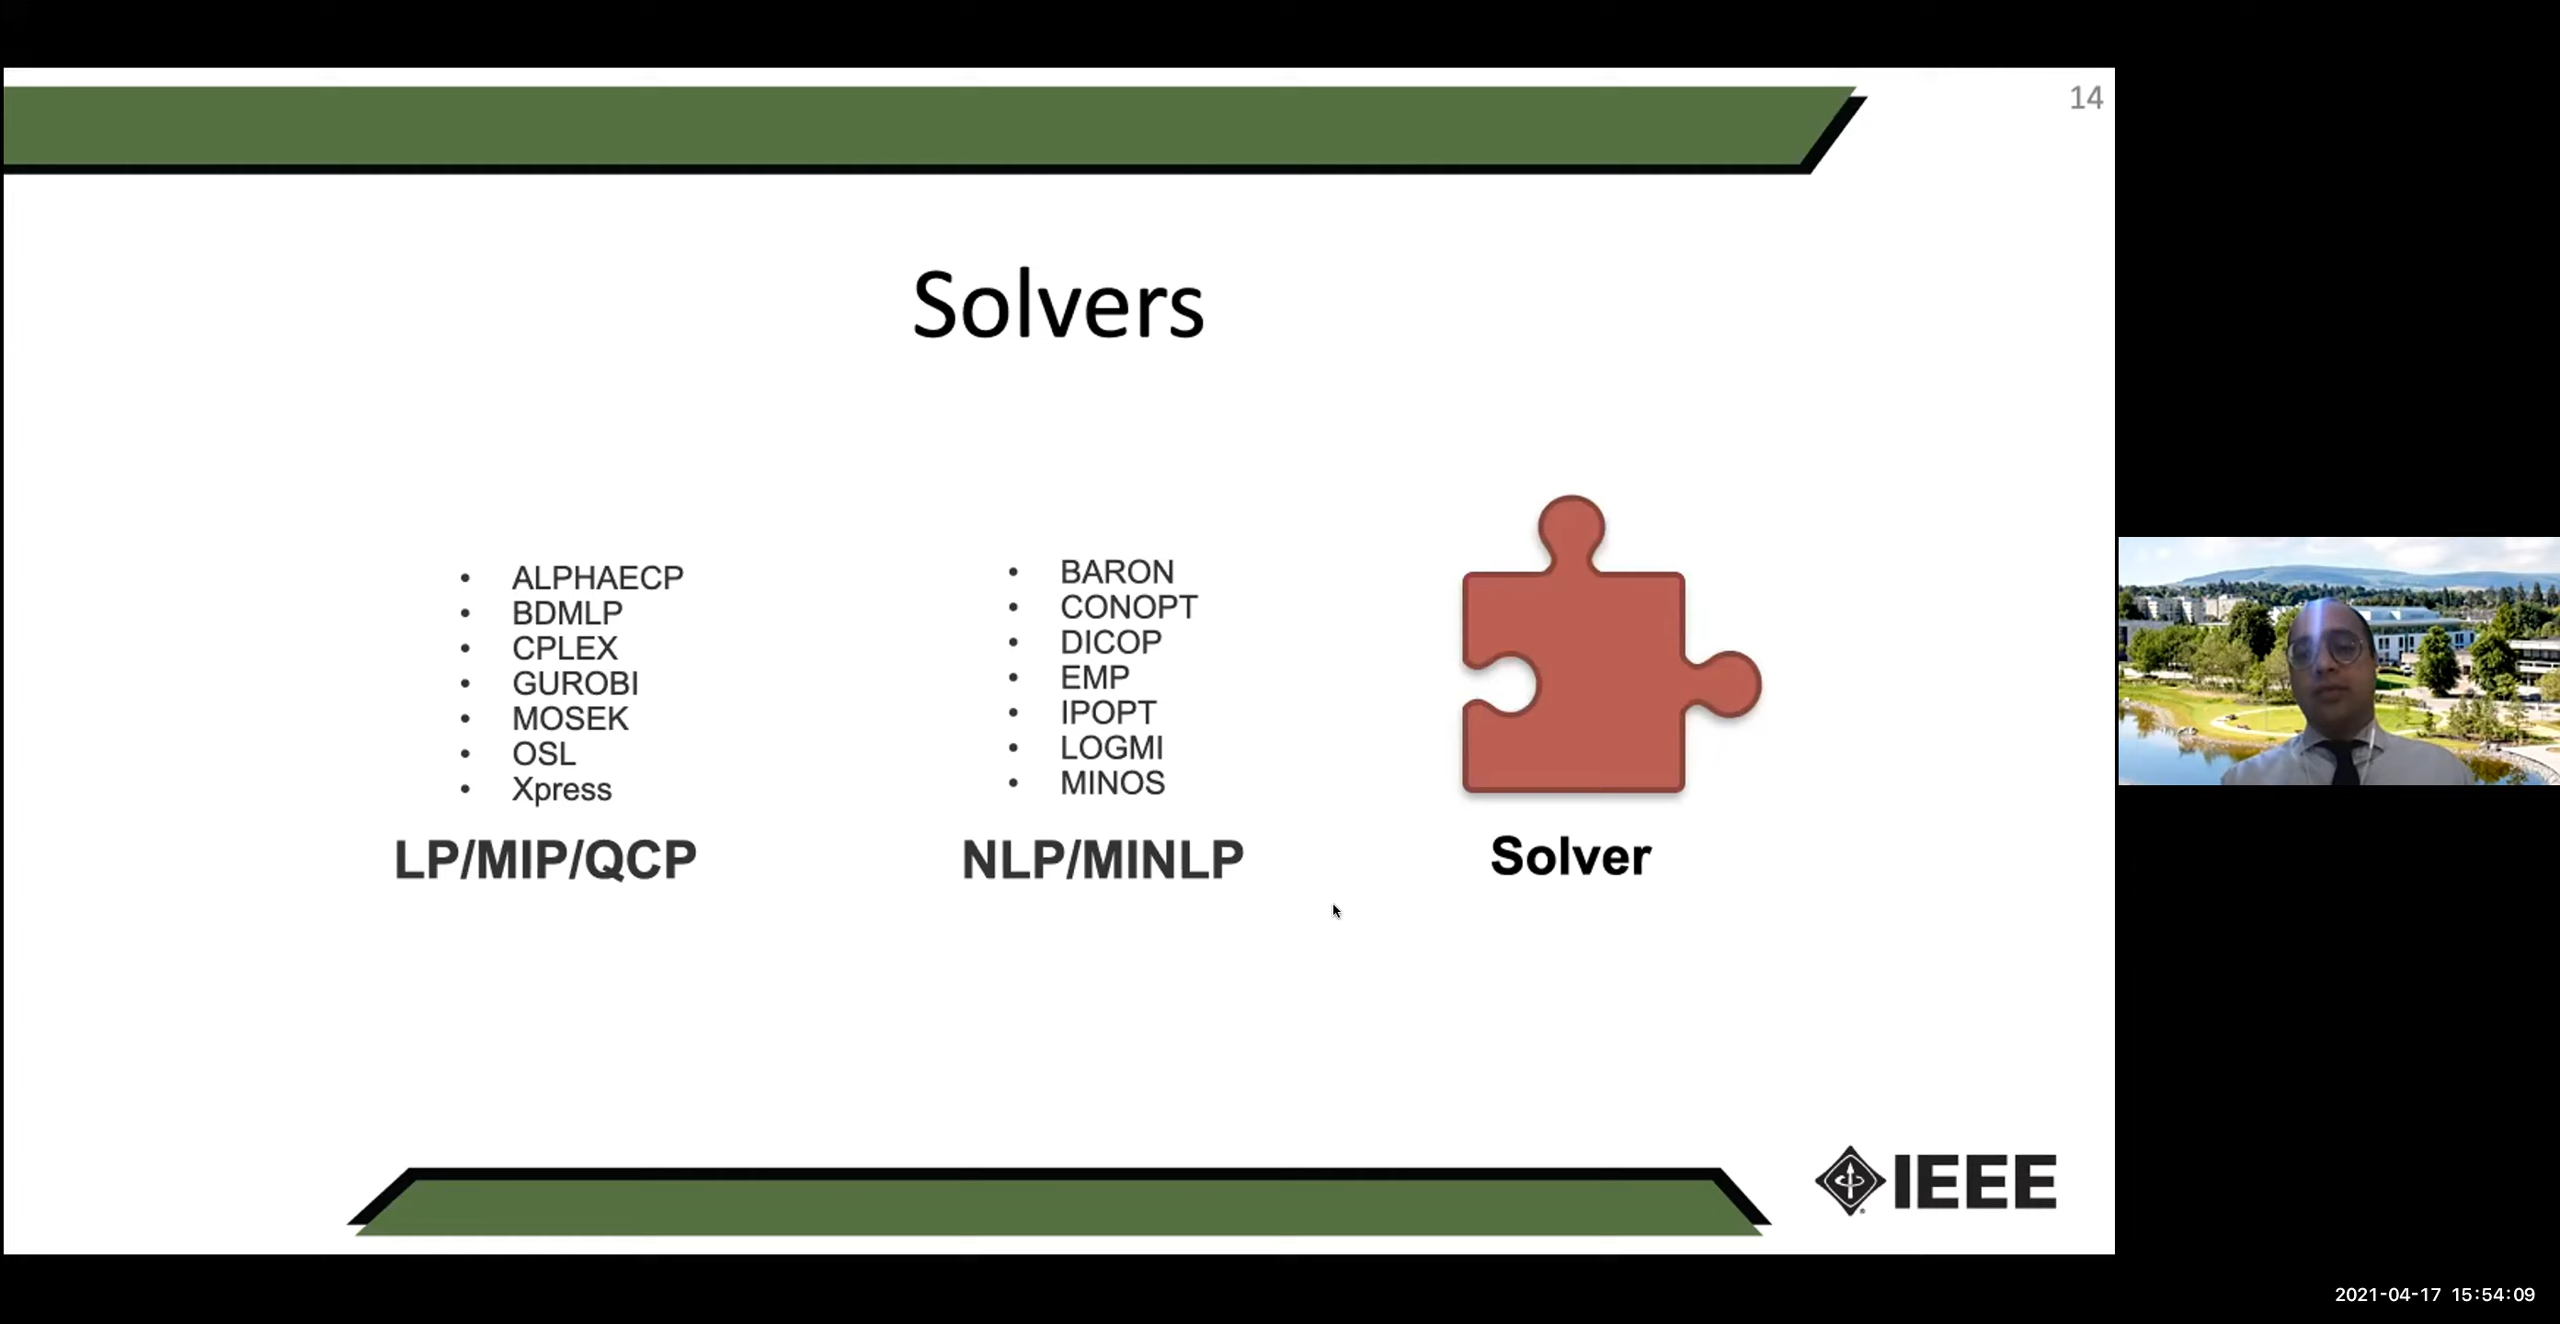 14
Solvers
• ALPHAECP
• BDMLP
• CPLEX
• GUROBI
• MOSEK
• OSL
• Xpress
LP/MIP/QCP
• BARON
• CONOPT
• DICOP
• EMP
• IPOPT
• LOGMI
• MINOS
NLP/MINLP
Solver
IEEE
2021-04-17 15:54:09